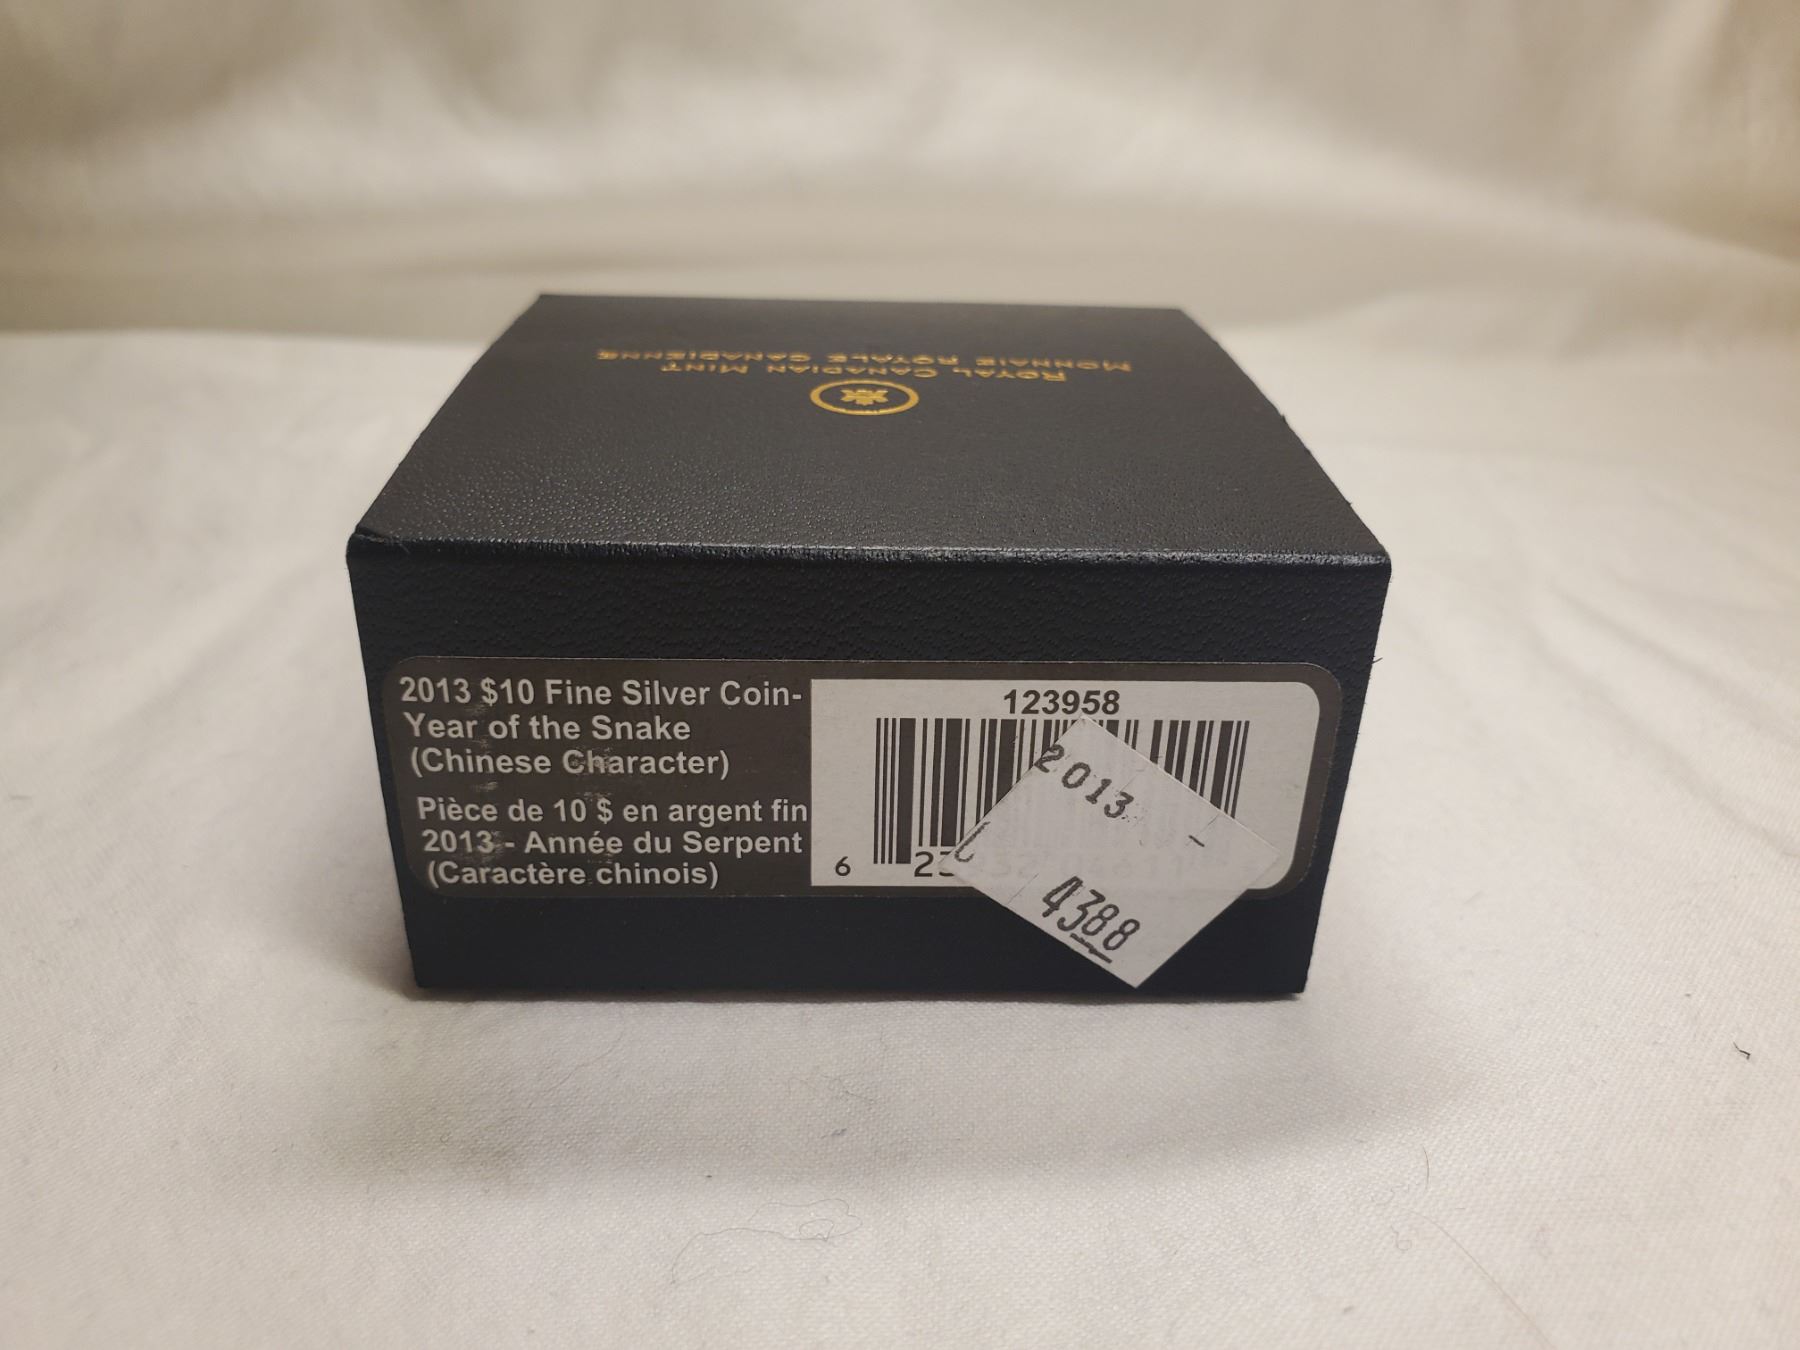 ROYAL CANADIAN MINT
MONNAIE ROYALE CANADIENNE
2013 $10 Fine Silver Coin-
Year of the Snake
(Chinese Character)
Pièce de 10 $ en argent fin
2013 - Année du Serpent
(Caractère chinois)
123958
6
2013
4388